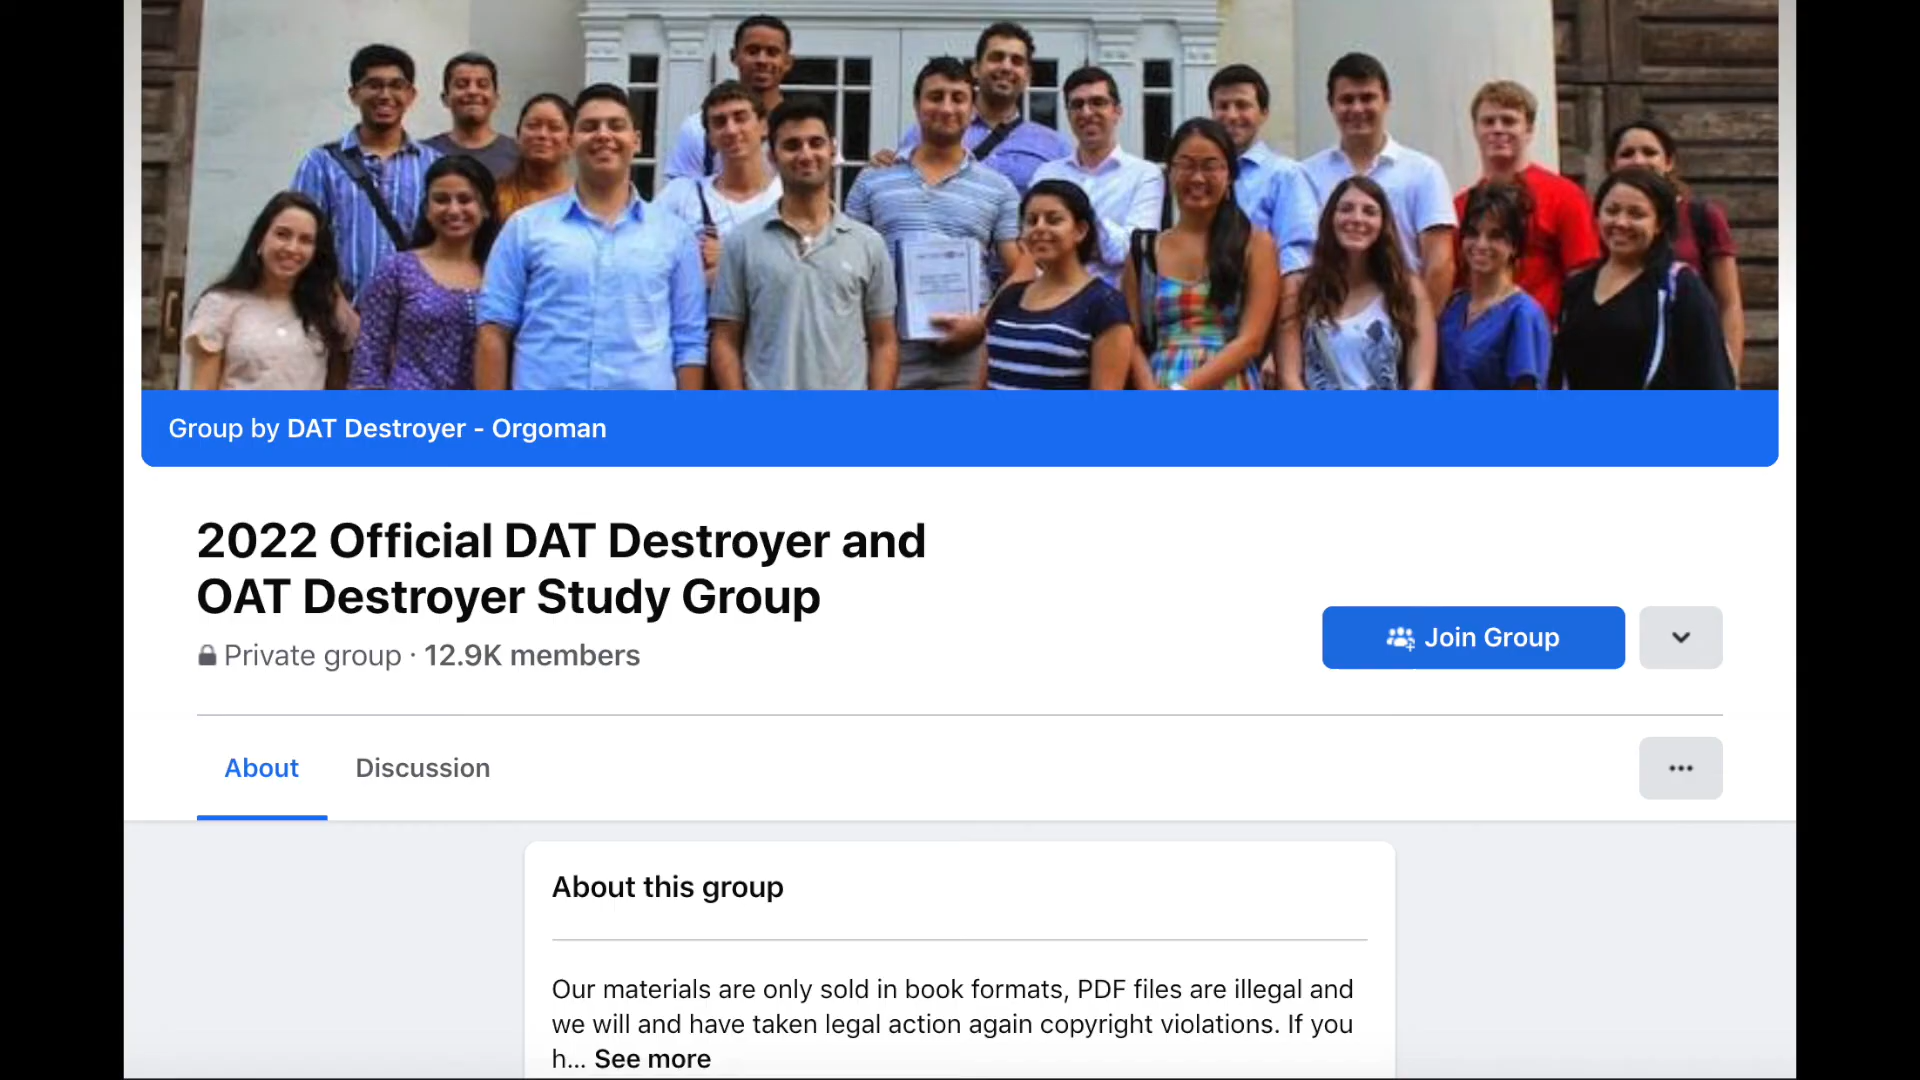 Group by DAT Destroyer - Orgoman
2022 Official DAT Destroyer and
OAT Destroyer Study Group
Private group · 12.9K members
Join Group
About
Discussion
About this group
Our materials are only sold in book formats, PDF files are illegal and
we will and have taken legal action again copyright violations. If you
h... See more